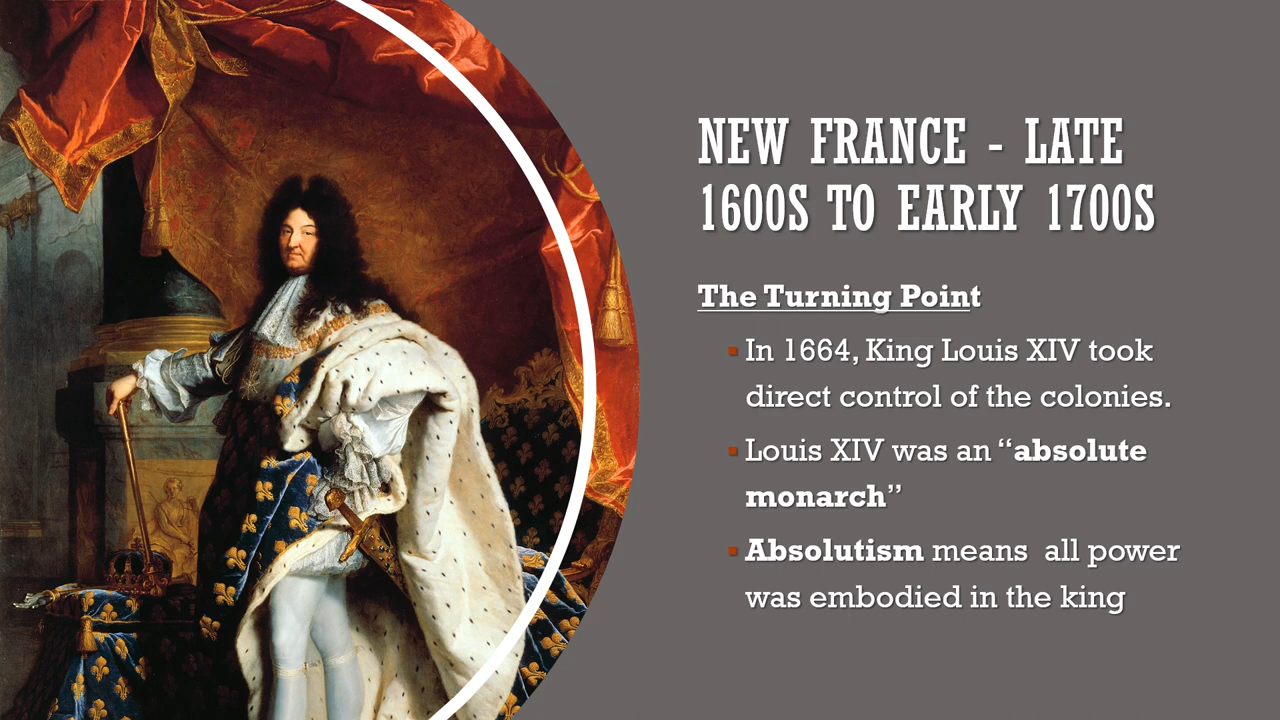 NEW FRANCE - LATE
1600S TO EARLY 1700S
The Turning Point
▪ In 1664, King Louis XIV took
direct control of the colonies.
▪ Louis XIV was an “absolute
monarch”
▪ Absolutism means  all power
was embodied in the king